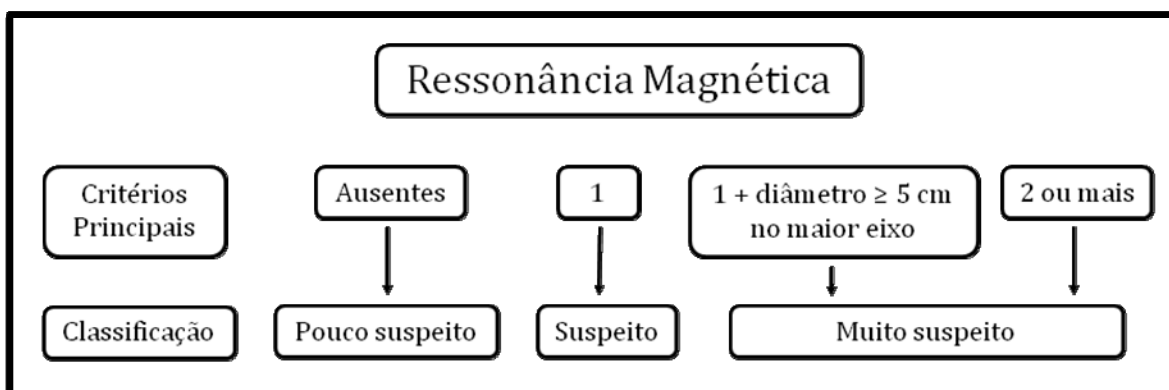 Ressonância Magnética
Critérios
Principais
Ausentes
1
1 + diâmetro ≥ 5 cm
no maior eixo
2 ou mais
Classificação
Pouco suspeito
Suspeito
Muito suspeito